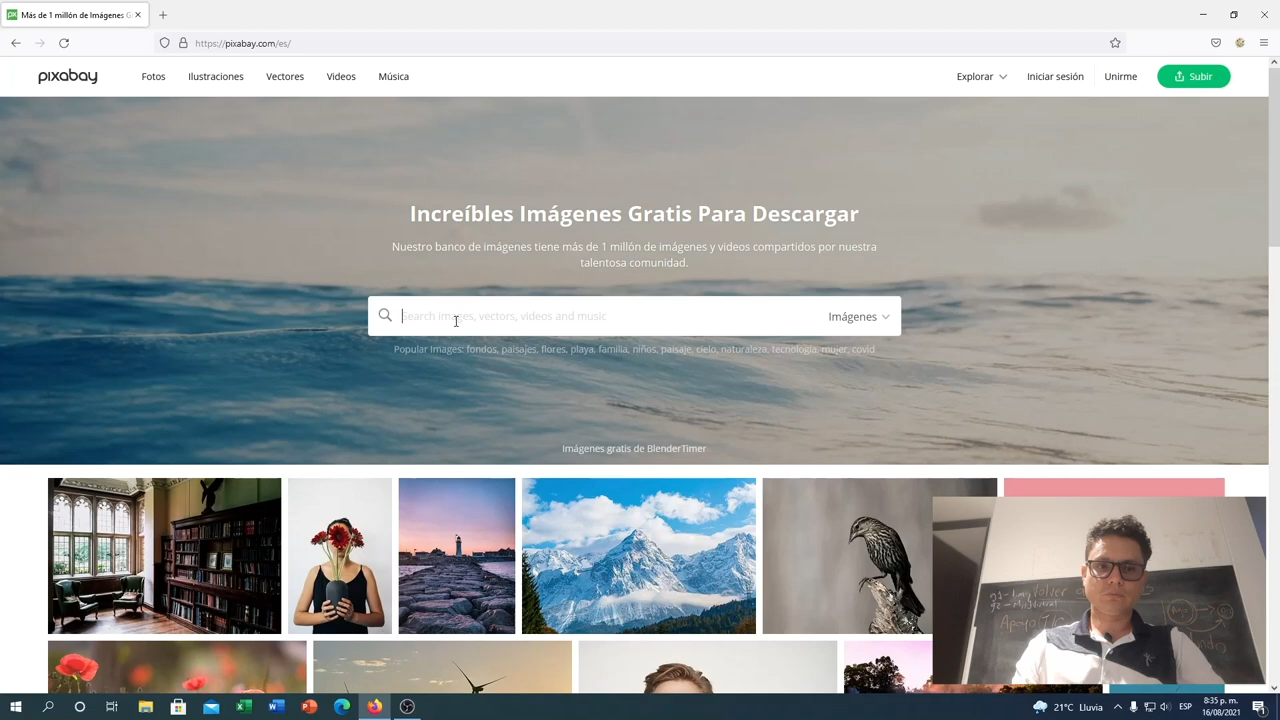 Más de 1 millón de Imágenes G
https://pixabay.com/es/
pixabay
Fotos
Ilustraciones
Vectores
Videos
Música
Explorar
Iniciar sesión
Unirme
Subir
Increíbles Imágenes Gratis Para Descargar
Nuestro banco de imágenes tiene más de 1 millón de imágenes y videos compartidos por nuestra
talentosa comunidad.
Search images, vectors, videos and music
Imágenes
Popular Images: fondos, paisajes, flores, playa, familia, niños, paisaje, cielo, naturaleza, tecnología, mujer, covid
Imágenes gratis de BlenderTimer
Apoyo TIC
21°C Lluvia
ESP
8:35 p. m.
16/08/2021